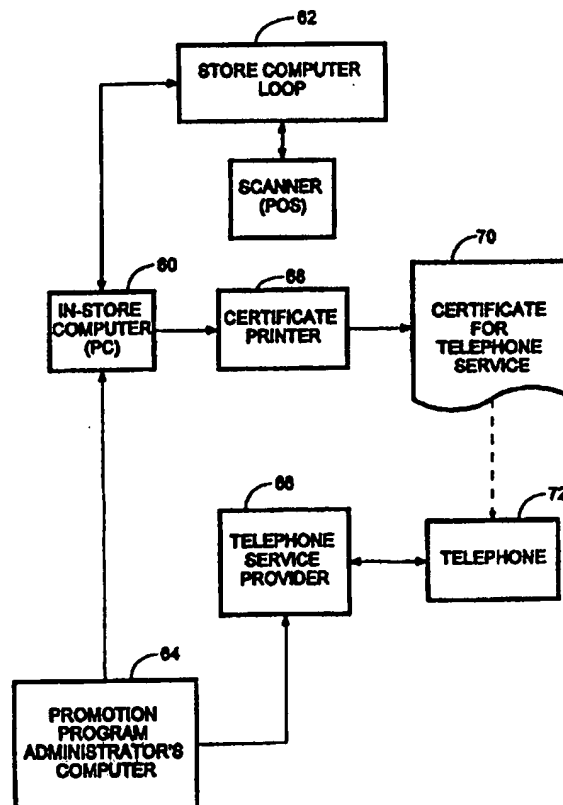 62
STORE COMPUTER
LOOP
SCANNER
(POS)
60
IN-STORE
COMPUTER
(PC)
68
CERTIFICATE
PRINTER
70
CERTIFICATE
FOR
TELEPHONE
SERVICE
66
TELEPHONE
SERVICE
PROVIDER
72
TELEPHONE
64
PROMOTION
PROGRAM
ADMINISTRATOR'S
COMPUTER